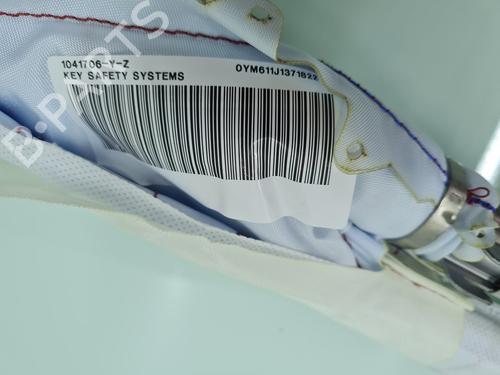 1041706-Y-Z
KEY SAFETY SYSTEMS
0YM611J1371822
B-PARTS